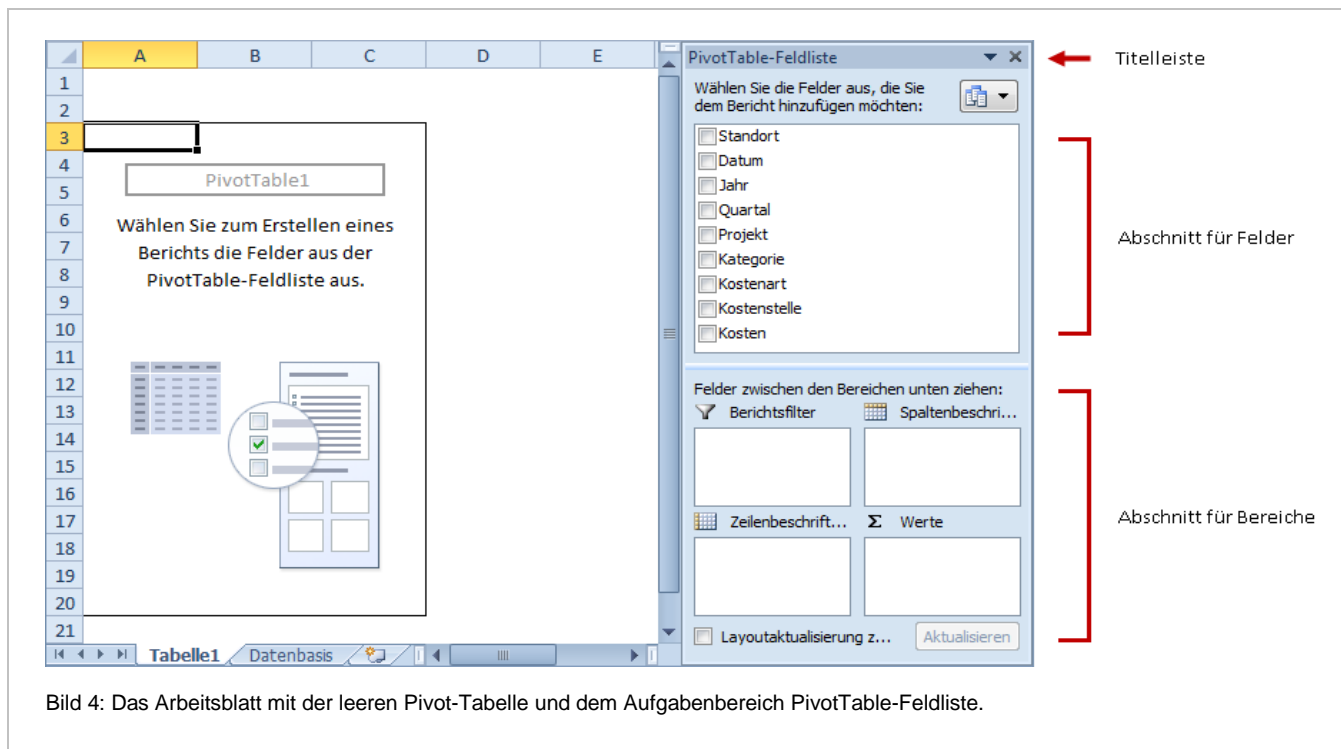 A B C D E
1
2
3
4
5
6
7
8
9
10
11
12
13
14
15
16
17
18
19
20
21
PivotTable1
Wählen Sie zum Erstellen eines
Berichts die Felder aus der
PivotTable-Feldliste aus.
Tabelle1 Datenbasis
PivotTable-Feldliste
Wählen Sie die Felder aus, die Sie
dem Bericht hinzufügen möchten:
Standort
Datum
Jahr
Quartal
Projekt
Kategorie
Kostenart
Kostenstelle
Kosten
Felder zwischen den Bereichen unten ziehen:
Berichtsfilter Spaltenbeschri...
Zeilenbeschrift... Σ Werte
Layoutaktualisierung z... Aktualisieren
Titelleiste
Abschnitt für Felder
Abschnitt für Bereiche
Bild 4: Das Arbeitsblatt mit der leeren Pivot-Tabelle und dem Aufgabenbereich PivotTable-Feldliste.